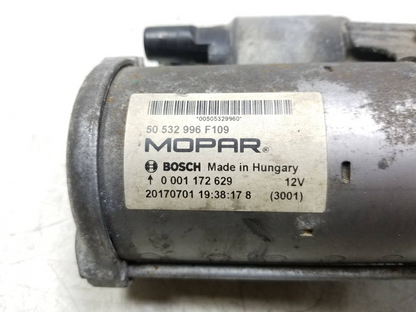 *00505329960*
50 532 996 F109
MOPAR®
BOSCH Made in Hungary
↑ 0 001 172 629 12V
20170701 19:38:17 8 (3001)